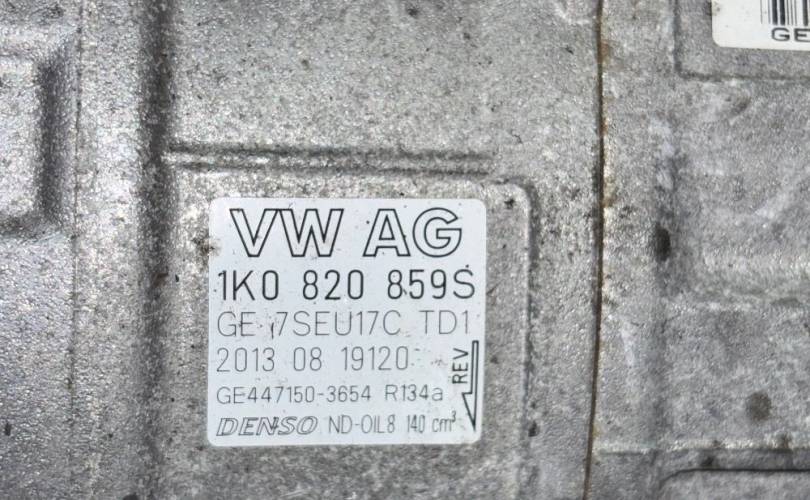 GE
VW AG
1K0 820 859S
GE 7SEU17C TD1
2013 08 19120
REV
GE447150-3654 R134a
DENSO ND-OIL8 140 cm³